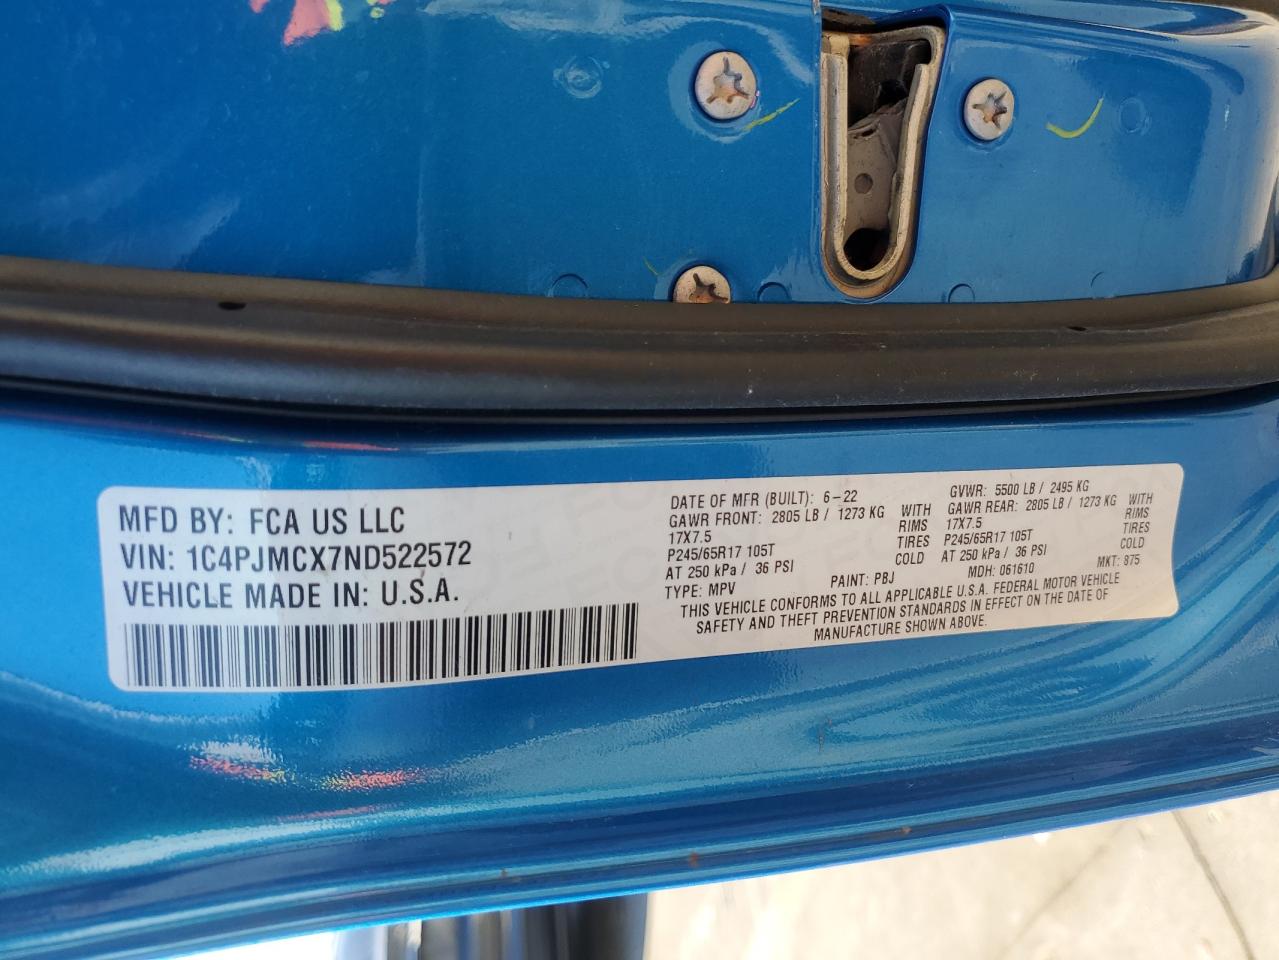 MFD BY: FCA US LLC
VIN: 1C4PJMCX7ND522572
VEHICLE MADE IN: U.S.A.
DATE OF MFR (BUILT): 6-22 GVWR: 5500 LB / 2495 KG
GAWR FRONT: 2805 LB / 1273 KG WITH GAWR REAR: 2805 LB / 1273 KG WITH
17X7.5 RIMS 17X7.5 RIMS
P245/65R17 105T TIRES P245/65R17 105T TIRES
AT 250 kPa / 36 PSI COLD AT 250 kPa / 36 PSI COLD
TYPE: MPV PAINT: PBJ MDH: 061610 MKT: 875
THIS VEHICLE CONFORMS TO ALL APPLICABLE U.S.A. FEDERAL MOTOR VEHICLE
SAFETY AND THEFT PREVENTION STANDARDS IN EFFECT ON THE DATE OF
MANUFACTURE SHOWN ABOVE.